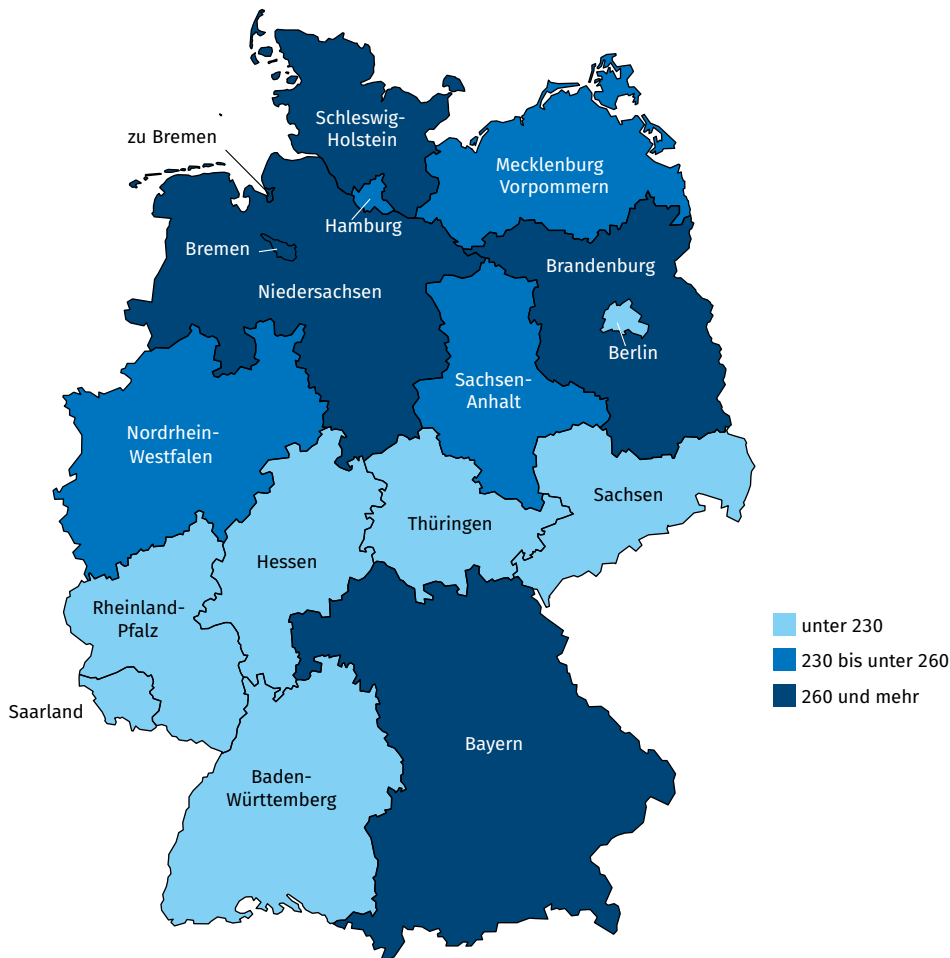 Schleswig-
Holstein
zu Bremen
Mecklenburg
Vorpommern
Hamburg
Bremen
Brandenburg
Niedersachsen
Berlin
Sachsen-
Anhalt
Nordrhein-
Westfalen
Sachsen
Thüringen
Hessen
Rheinland-
Pfalz
unter 230
230 bis unter 260
260 und mehr
Saarland
Bayern
Baden-
Württemberg